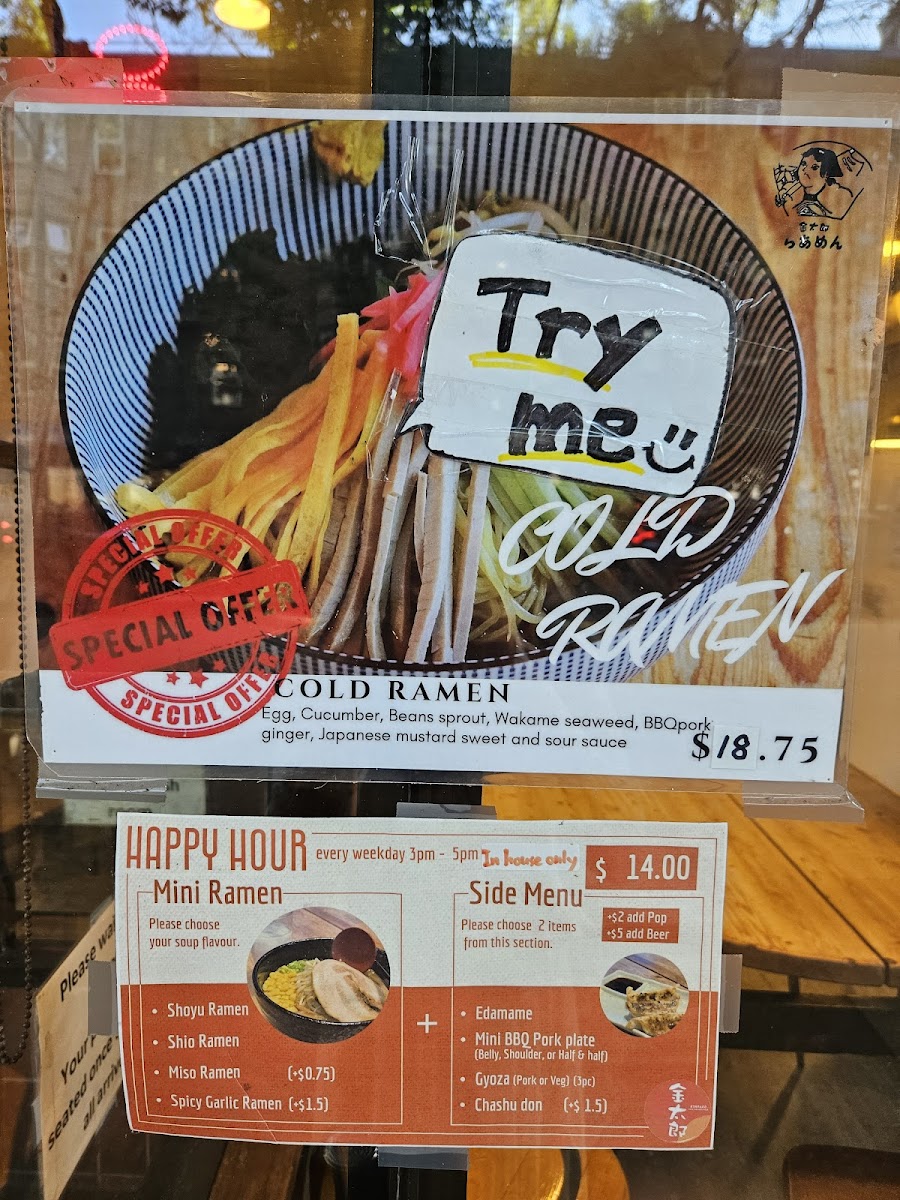 金太郎
らあめん
Try
me
COLD
RAMEN
SPECIAL OFFER
SPECIAL OFFER
SPECIAL OFFER
COLD RAMEN
Egg, Cucumber, Beans sprout, Wakame seaweed, BBQpork
ginger, Japanese mustard sweet and sour sauce
$18.75
HAPPY HOUR every weekday 3pm - 5pm In house only $ 14.00
Mini Ramen
Please choose
your soup flavour.
• Shoyu Ramen
• Shio Ramen
• Miso Ramen (+$0.75)
• Spicy Garlic Ramen (+$1.5)
+
Side Menu
Please choose 2 items
from this section.
+$2 add Pop
+$5 add Beer
• Edamame
• Mini BBQ Pork plate
(Belly, Shoulder, or Half & half)
• Gyoza (Pork or Veg) (3pc)
• Chashu don (+$ 1.5)
金太郎
Please
Your
seated once
all